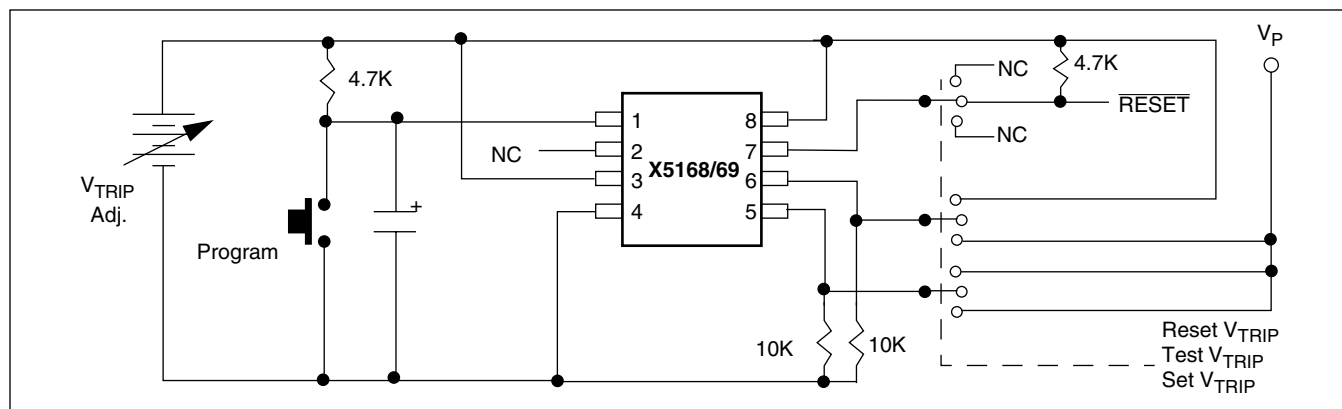 V_P
4.7K
NC
4.7K
RESET
NC
1
8
2
7
NC
X5168/69
3
6
4
5
V_TRIP
Adj.
+
Program
10K
10K
Reset V_TRIP
Test V_TRIP
Set V_TRIP